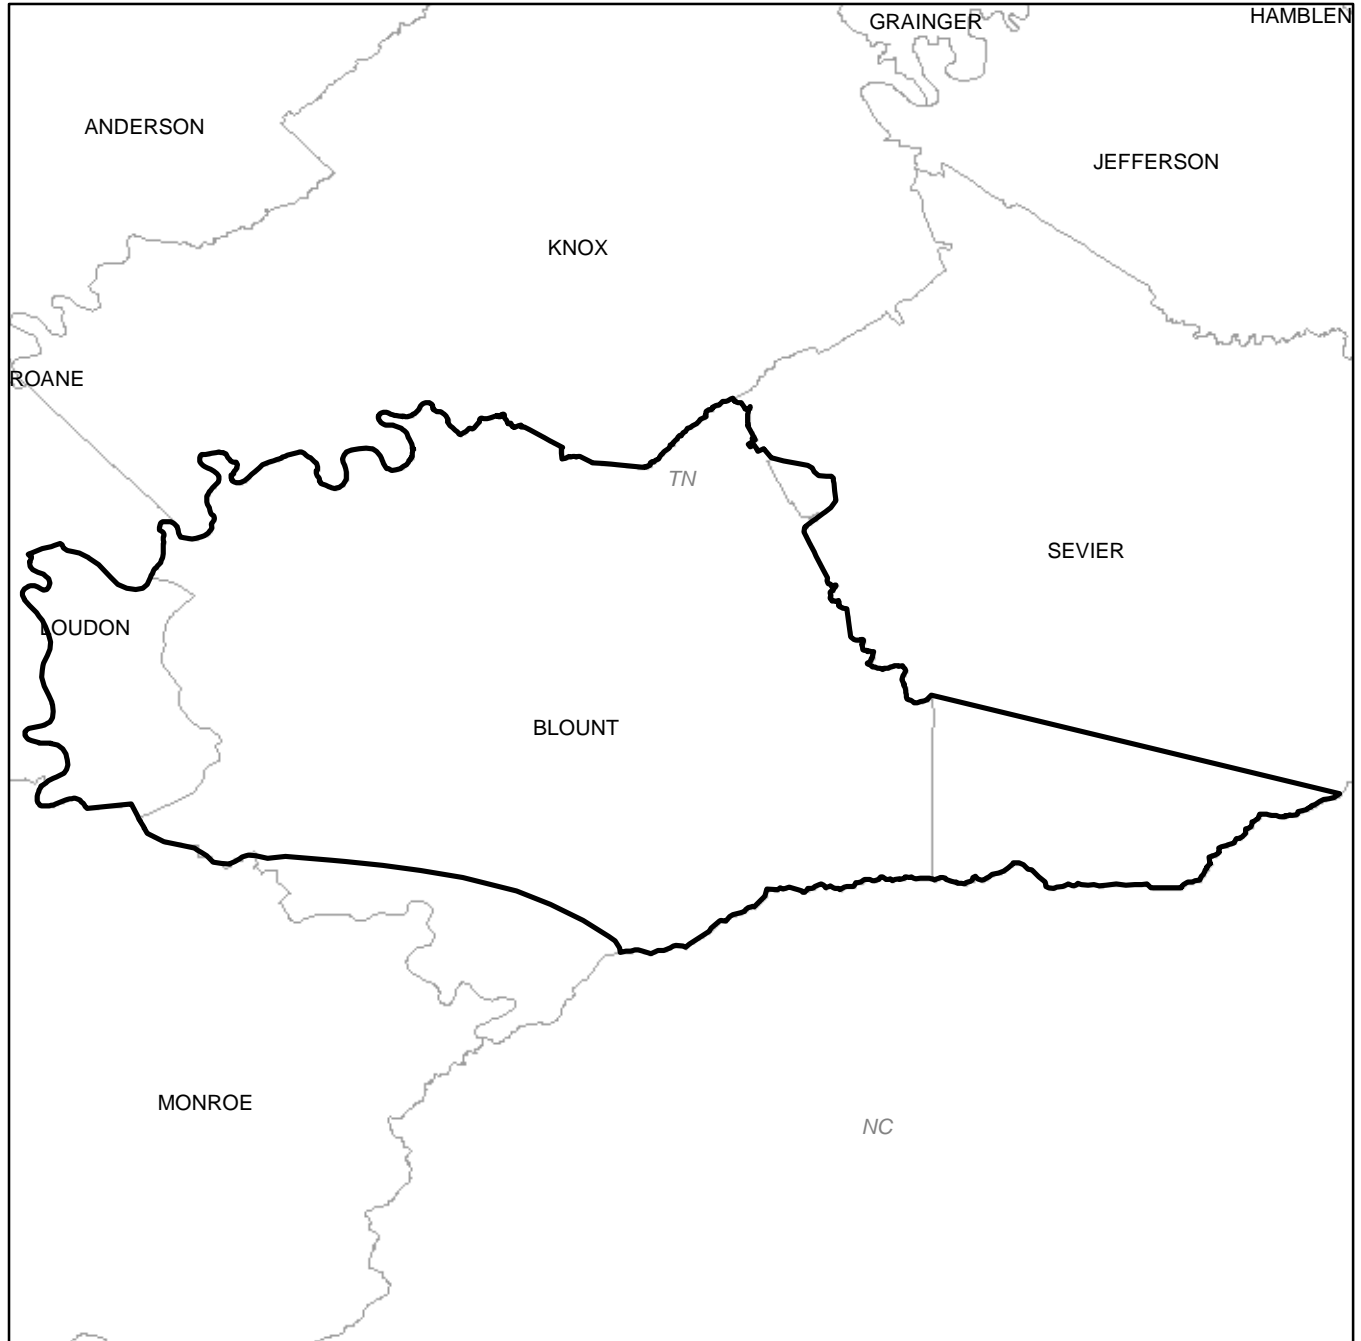 GRAINGER
HAMBLEN
ANDERSON
JEFFERSON
KNOX
ROANE
TN
SEVIER
LOUDON
BLOUNT
MONROE
NC